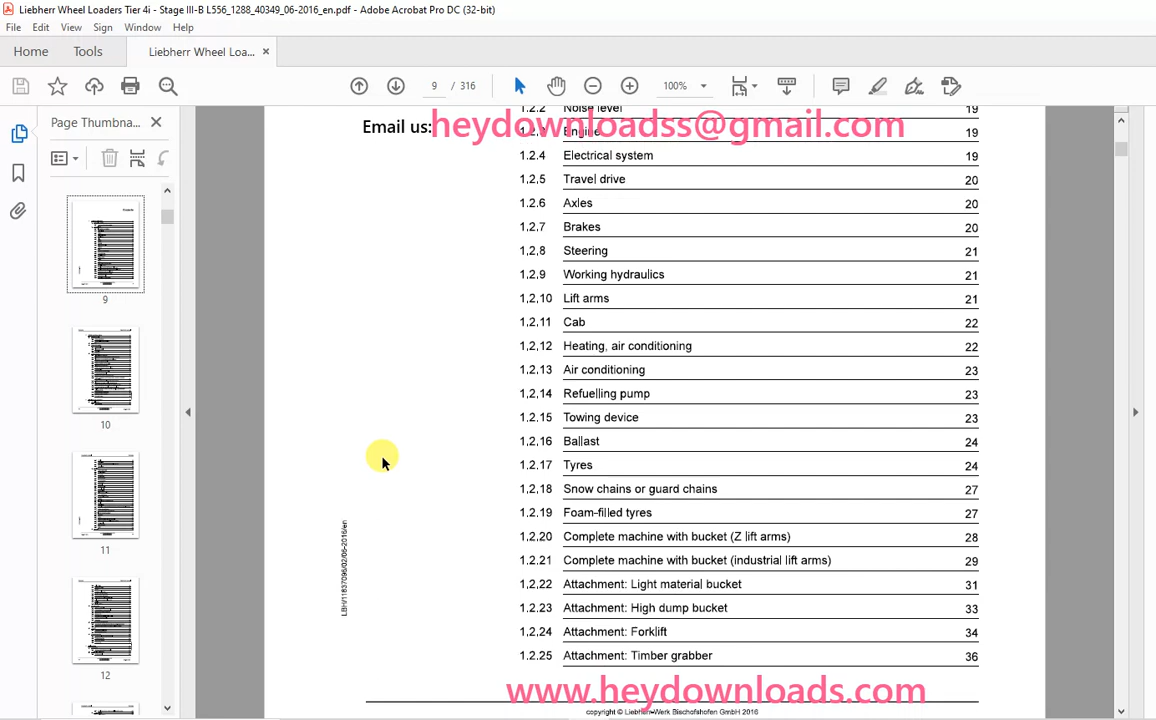 Liebherr Wheel Loaders Tier 4i - Stage III-B L556_1288_40349_06-2016_en.pdf - Adobe Acrobat Pro DC (32-bit)
File Edit View Sign Window Help
Home Tools Liebherr Wheel Loa... ×
9 / 316 100%
Page Thumbna...
1.2.2 Noise level 19
Email us: heydownloadss@gmail.com
1.2.3 Engine 19
1.2.4 Electrical system 19
1.2.5 Travel drive 20
1.2.6 Axles 20
1.2.7 Brakes 20
1.2.8 Steering 21
1.2.9 Working hydraulics 21
1.2.10 Lift arms 21
1.2.11 Cab 22
1.2.12 Heating, air conditioning 22
1.2.13 Air conditioning 23
1.2.14 Refuelling pump 23
1.2.15 Towing device 23
1.2.16 Ballast 24
1.2.17 Tyres 24
1.2.18 Snow chains or guard chains 27
1.2.19 Foam-filled tyres 27
1.2.20 Complete machine with bucket (Z lift arms) 28
1.2.21 Complete machine with bucket (industrial lift arms) 29
1.2.22 Attachment: Light material bucket 31
1.2.23 Attachment: High dump bucket 33
1.2.24 Attachment: Forklift 34
1.2.25 Attachment: Timber grabber 36
LBH/11837096/02/06-2016/en
www.heydownloads.com
copyright © Liebherr-Werk Bischofshofen GmbH 2016
9
10
11
12